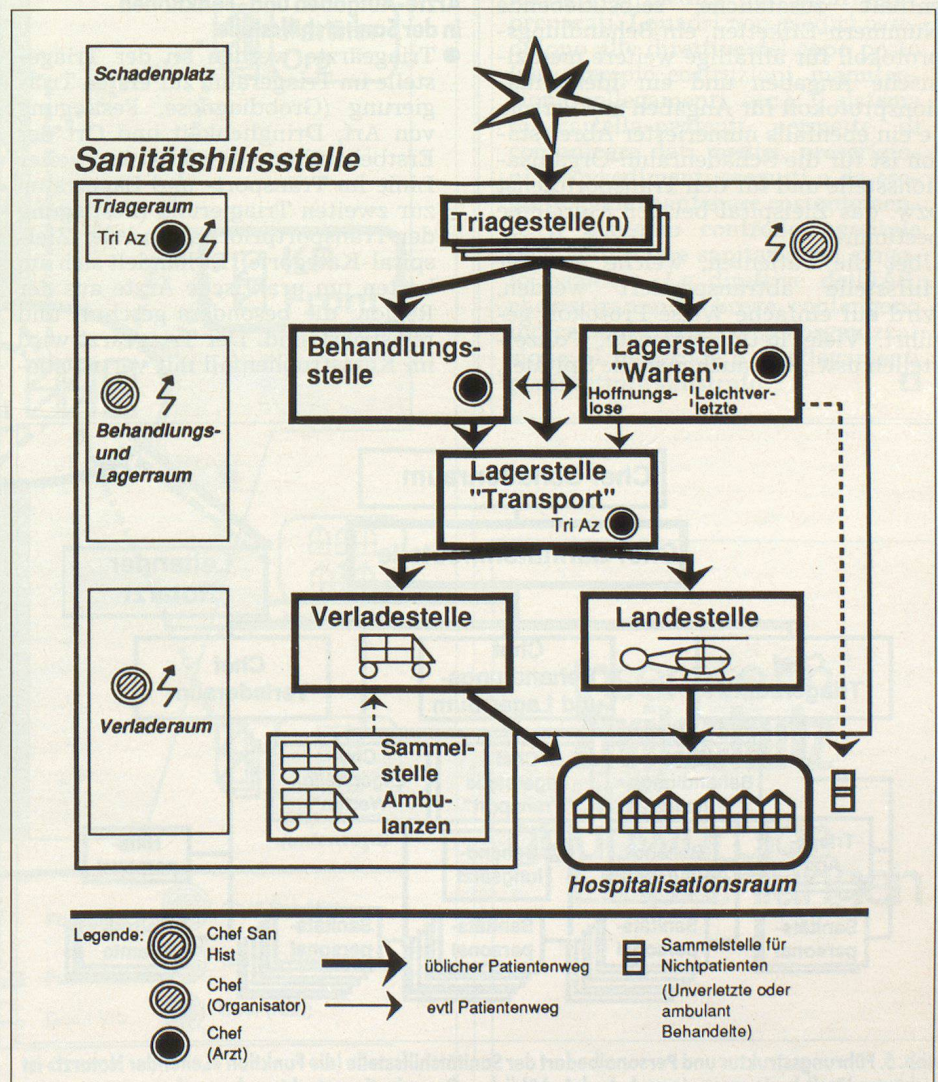 Schadenplatz
Sanitätshilfsstelle
Triageraum
Tri Az
Triagestelle(n)
Behandlungs-
stelle
Lagerstelle
"Warten"
Hoffnungs-
lose
Leichtver-
letzte
Behandlungs-
und
Lagerraum
Lagerstelle
"Transport"
Tri Az
Verladestelle
Landestelle
Verladeraum
Sammel-
stelle
Ambu-
lanzen
Hospitalisationsraum
Legende:
Chef San
Hist
Chef
(Organisator)
Chef
(Arzt)
üblicher Patientenweg
evtl Patientenweg
Sammelstelle für
Nichtpatienten
(Unverletzte oder
ambulant
Behandelte)